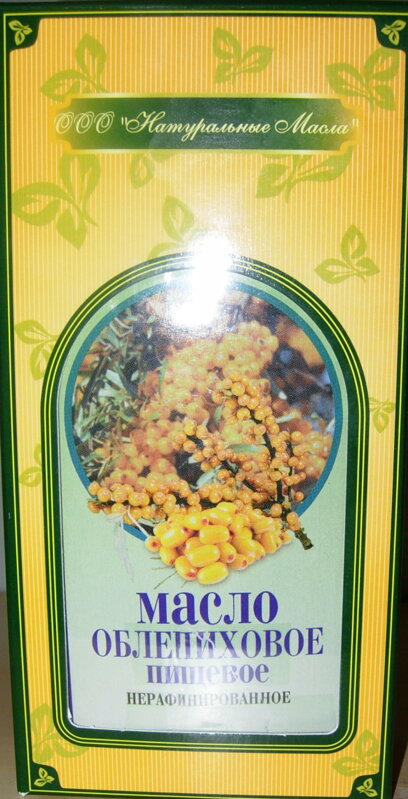 ООО "Натуральные Масла"
масло
ОБЛЕПИХОВОЕ
пищевое
НЕРАФИНИРОВАННОЕ